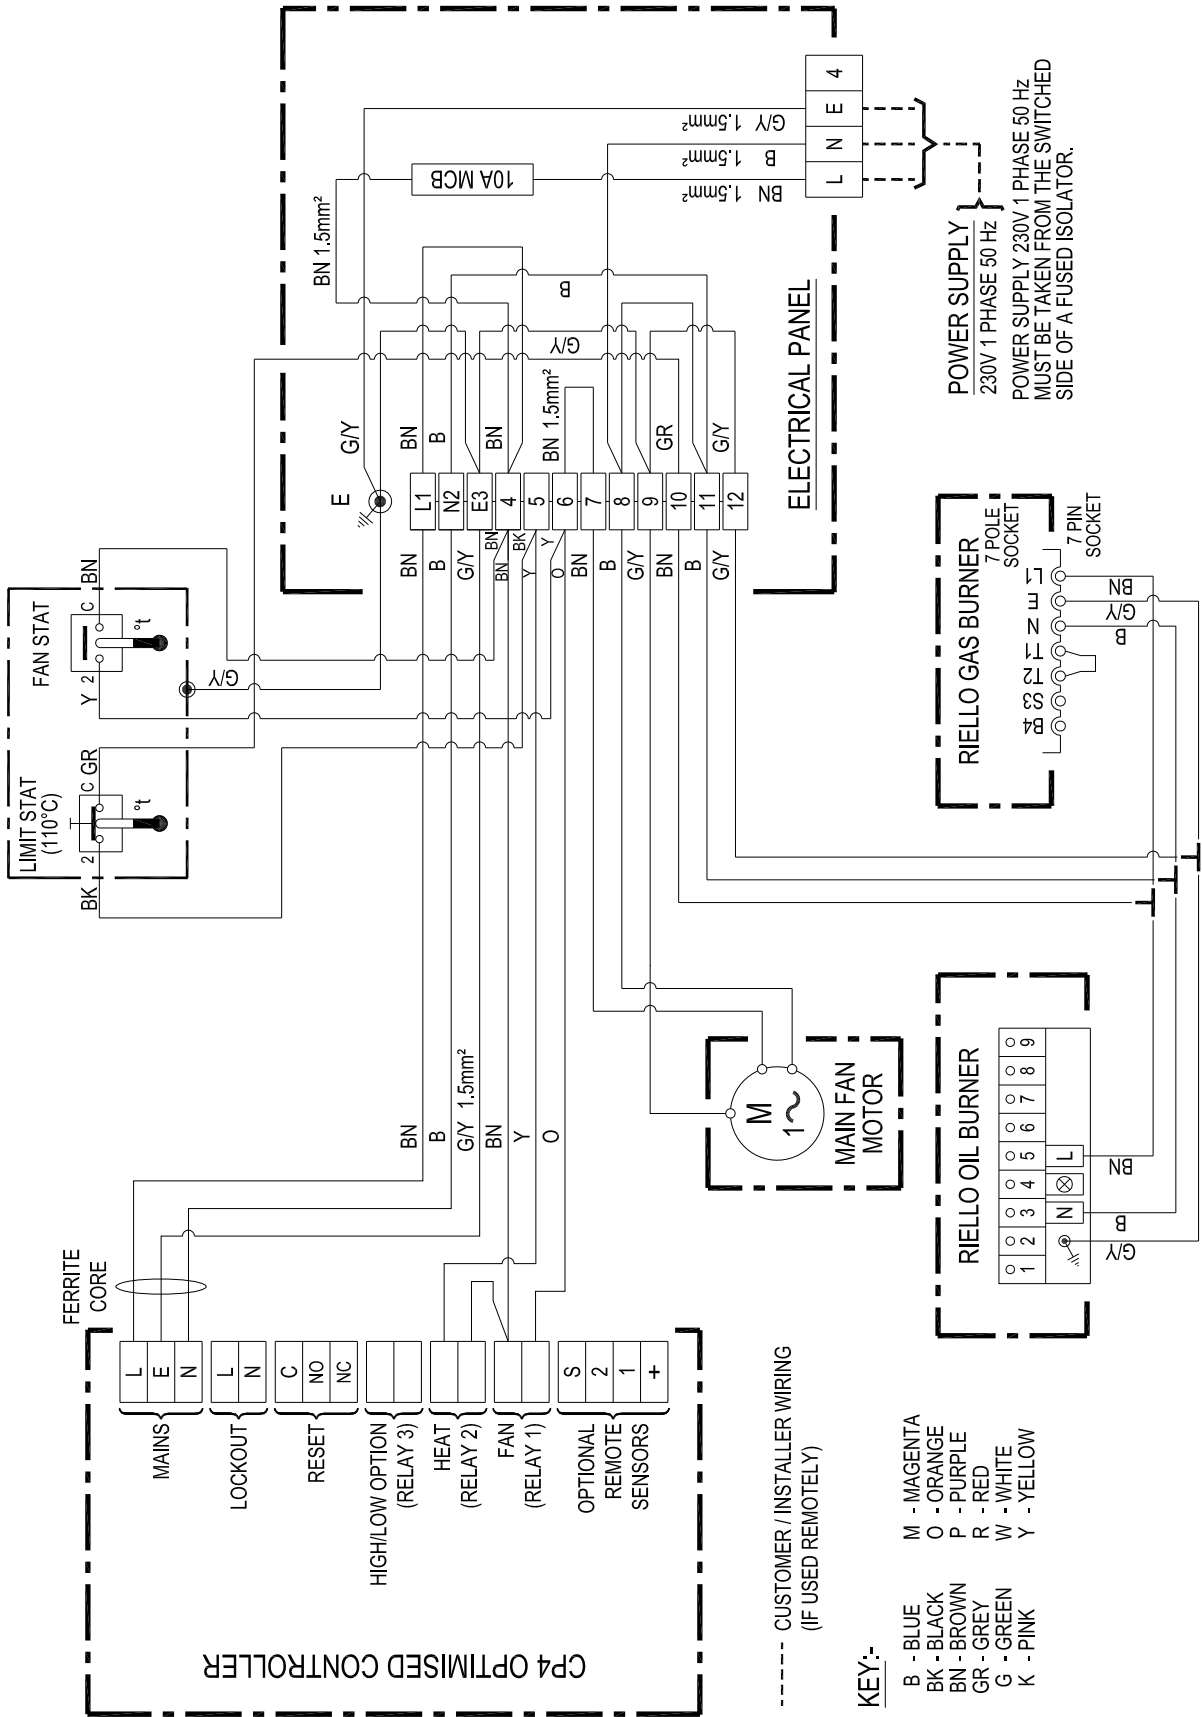 FERRITE
CORE
L
E
N
MAINS
L
N
LOCKOUT
C
NO
NC
RESET
HIGH/LOW OPTION
(RELAY 3)
HEAT
(RELAY 2)
FAN
(RELAY 1)
S
2
1
+
OPTIONAL
REMOTE
SENSORS
CP4 OPTIMISED CONTROLLER
BN
B
G/Y 1.5mm²
BN
Y
O
LIMIT STAT
(110°C)
BK
2
C
GR
°t
FAN STAT
Y
2
C
BN
°t
G/Y
E
G/Y
BN
B
BN
L1
N2
E3
4
5
6
7
8
9
10
11
12
BN
B
G/Y
BN
BN
BK
Y
Y
O
BN
B
G/Y
BN
B
G/Y
BN 1.5mm²
GR
G/Y
G/Y
B
BN 1.5mm²
10A MCB
BN 1.5mm²
B 1.5mm²
G/Y 1.5mm²
L
N
E
4
ELECTRICAL PANEL
POWER SUPPLY
230V 1 PHASE 50 Hz
POWER SUPPLY 230V 1 PHASE 50 Hz
MUST BE TAKEN FROM THE SWITCHED
SIDE OF A FUSED ISOLATOR.
M
1
MAIN FAN
MOTOR
RIELLO OIL BURNER
1
2
3
4
5
6
7
8
9
N
L
G/Y
B
BN
RIELLO GAS BURNER
7 POLE
SOCKET
7 PIN
SOCKET
B4
S3
T2
T1
N
E
L1
B
G/Y
BN
CUSTOMER / INSTALLER WIRING
(IF USED REMOTELY)
KEY:-
B - BLUE
BK - BLACK
BN - BROWN
GR - GREY
G - GREEN
K - PINK
M - MAGENTA
O - ORANGE
P - PURPLE
R - RED
W - WHITE
Y - YELLOW